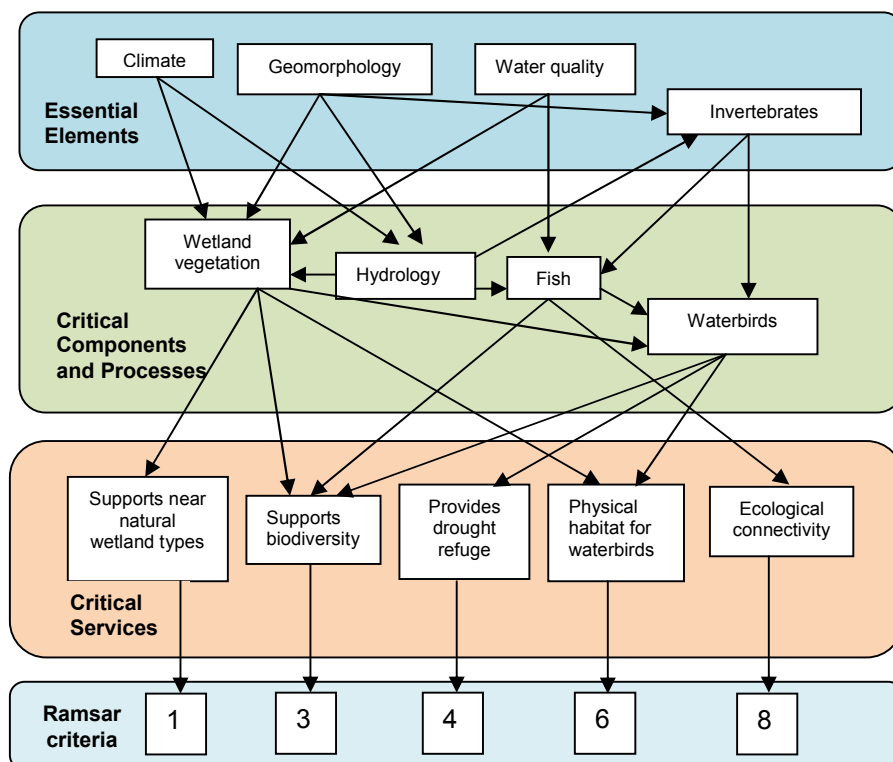 Climate
Geomorphology
Water quality
Invertebrates
Essential
Elements
Wetland
vegetation
Hydrology
Fish
Waterbirds
Critical
Components
and Processes
Supports near
natural
wetland types
Supports
biodiversity
Provides
drought
refuge
Physical
habitat for
waterbirds
Ecological
connectivity
Critical
Services
Ramsar
criteria
1
3
4
6
8